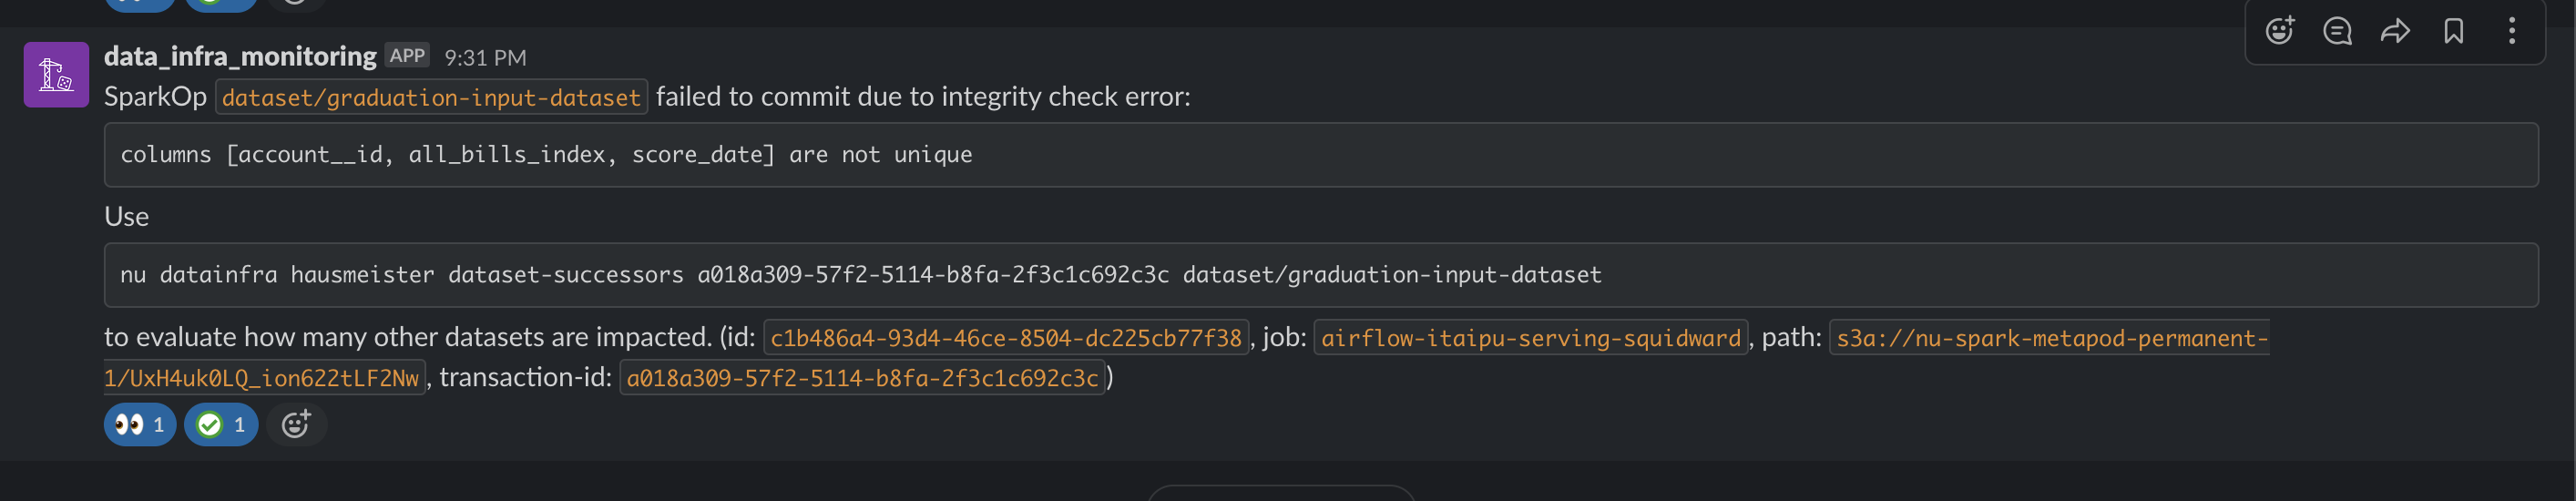 data_infra_monitoring APP 9:31 PM
SparkOp dataset/graduation-input-dataset failed to commit due to integrity check error:
columns [account__id, all_bills_index, score_date] are not unique
Use
nu datainfra hausmeister dataset-successors a018a309-57f2-5114-b8fa-2f3c1c692c3c dataset/graduation-input-dataset
to evaluate how many other datasets are impacted. (id: c1b486a4-93d4-46ce-8504-dc225cb77f38, job: airflow-itaipu-serving-squidward, path: s3a://nu-spark-metapod-permanent-
1/UxH4uk0LQ_ion622tLF2Nw, transaction-id: a018a309-57f2-5114-b8fa-2f3c1c692c3c)
1 1